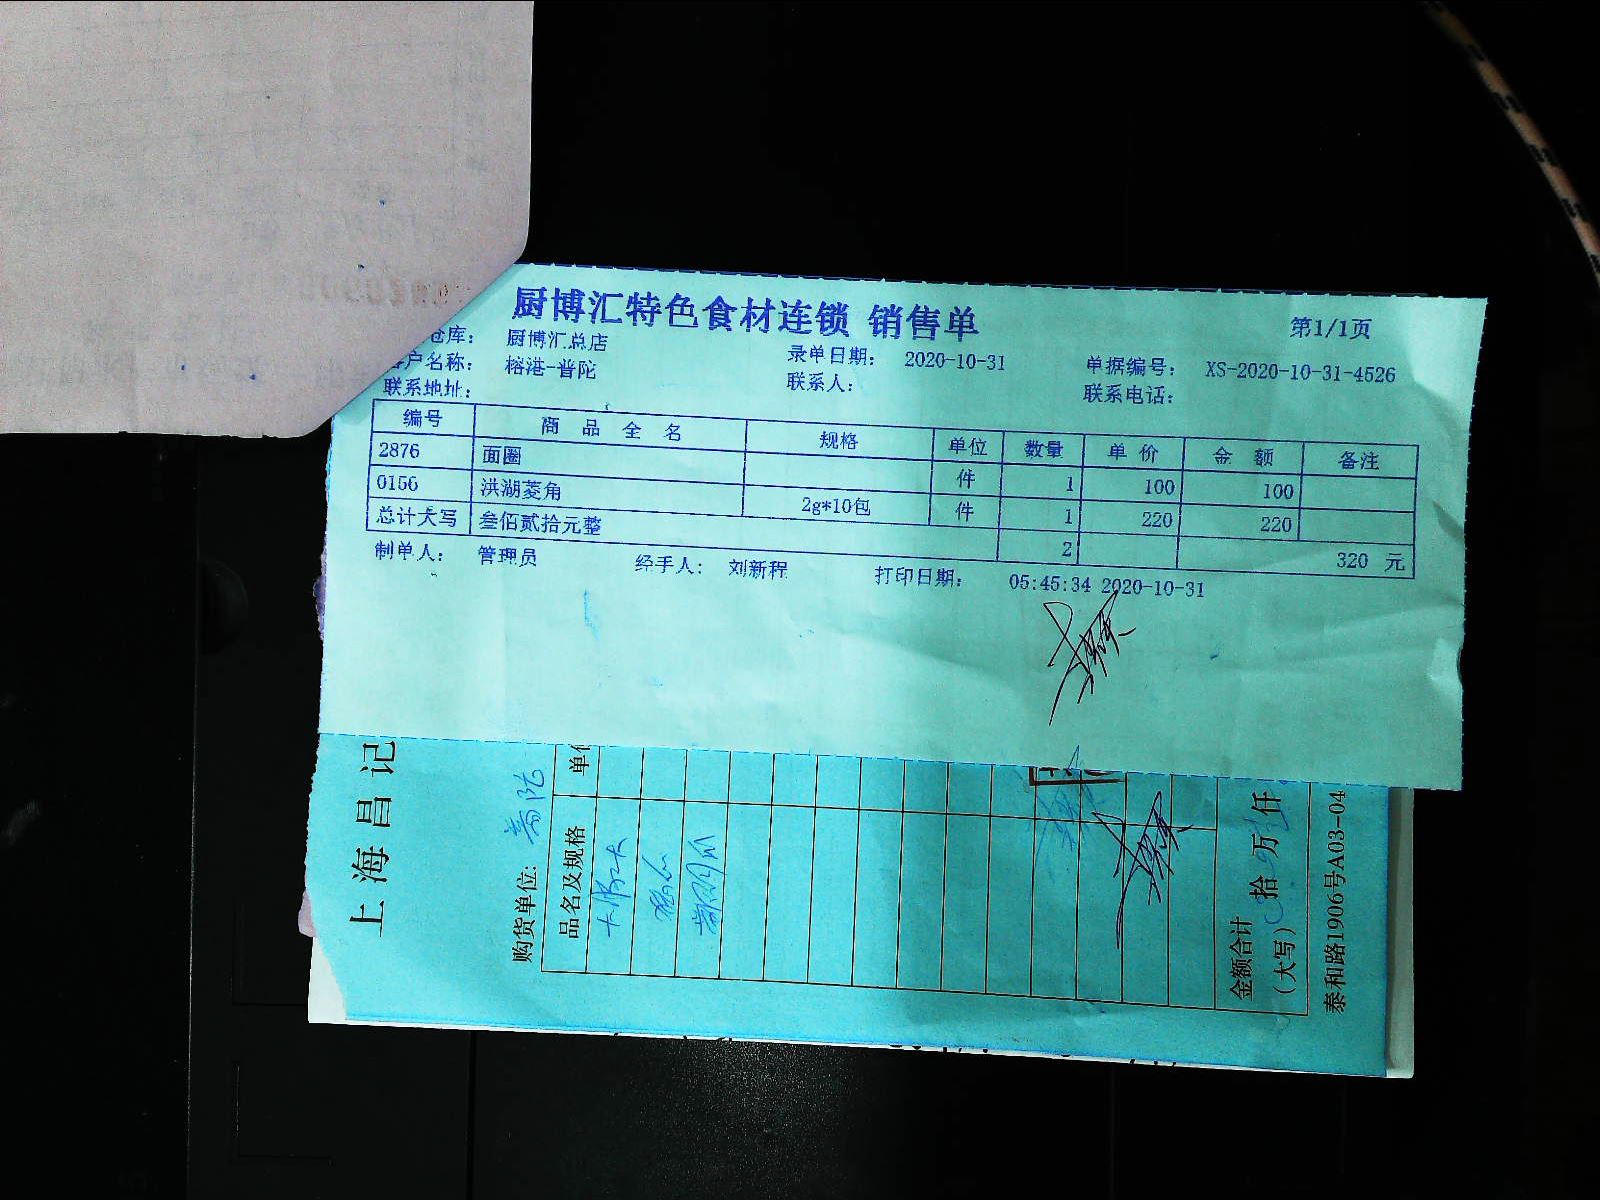 厨博汇特色食材连锁 销售单
第1/1页
仓库： 厨博汇总店
录单日期： 2020-10-31
单据编号： XS-2020-10-31-4526
户名称： 榕港-普陀
联系人：
联系电话：
联系地址：
编号 商品全名 规格 单位 数量 单价 金额 备注
2876 面圈 件 1 100 100
0156 洪湖菱角 2g*10包 件 1 220 220
总计大写 叁佰贰拾元整 2 320 元
制单人： 管理员 经手人： 刘新程 打印日期： 05:45:34 2020-10-31
上海昌记
购货单位: 普陀
品名及规格 单
金额合计
（大写） 拾 万 仟
泰和路1906号A03-04